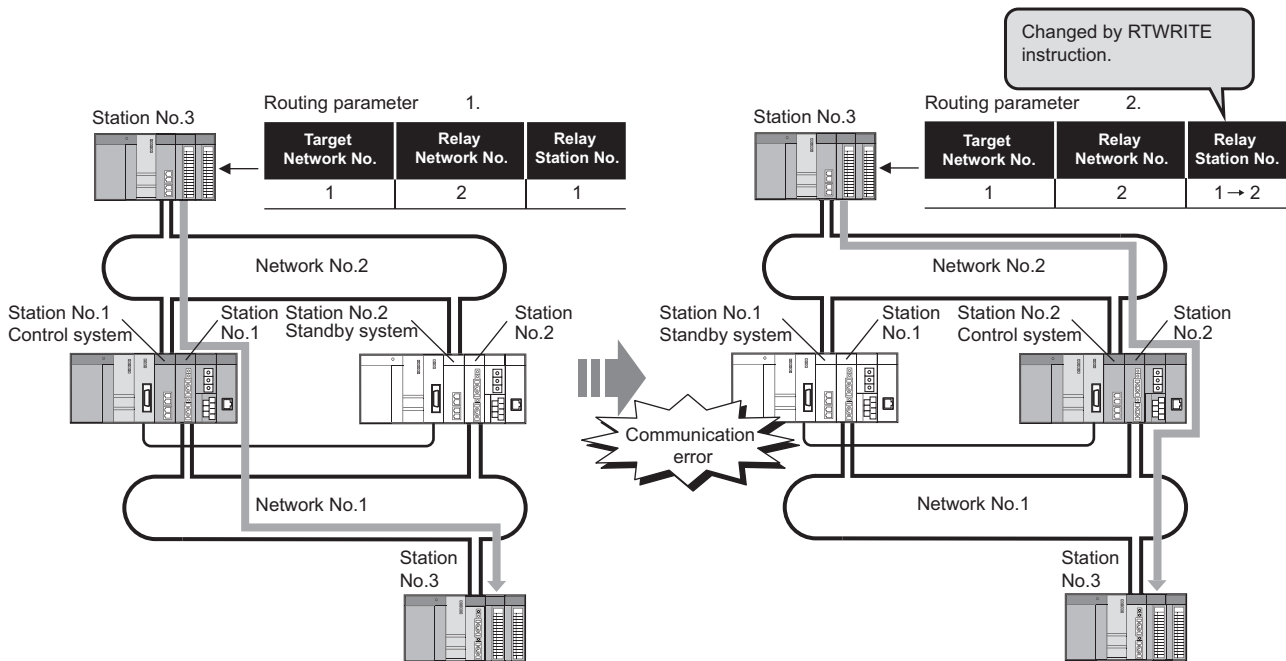 Changed by RTWRITE
instruction.
Station No.3
Routing parameter 1.
Target
Network No.
Relay
Network No.
Relay
Station No.
1 2 1
Network No.2
Station No.1
Control system
Station
No.1
Station No.2
Standby system
Station
No.2
Network No.1
Station
No.3
Communication
error
Station No.3
Routing parameter 2.
Target
Network No.
Relay
Network No.
Relay
Station No.
1 2 1→2
Network No.2
Station No.1
Standby system
Station
No.1
Station No.2
Control system
Station
No.2
Network No.1
Station
No.3